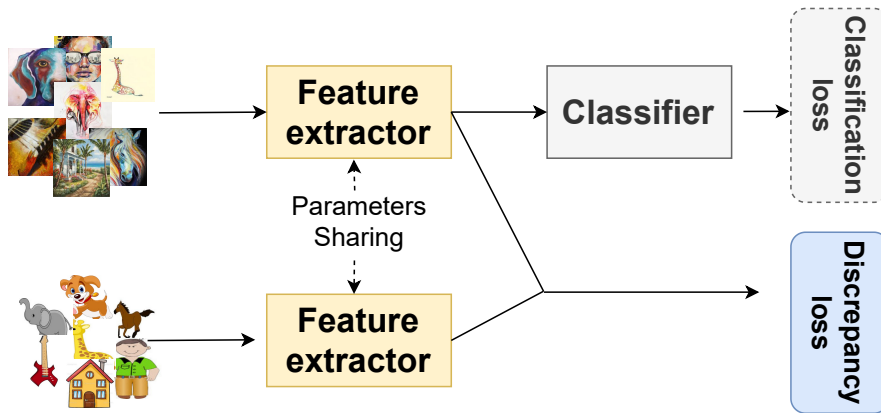 Feature
extractor
Classifier
Classification
loss
Parameters
Sharing
Feature
extractor
Discrepancy
loss